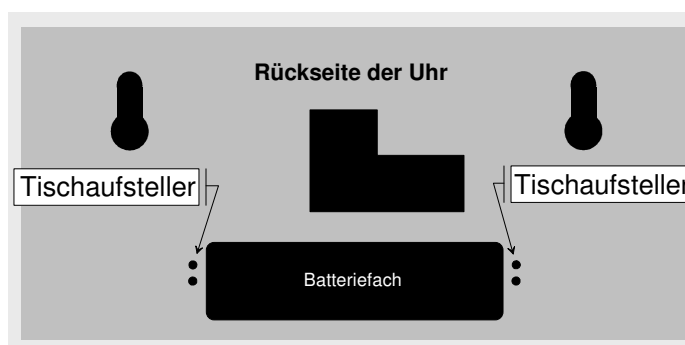 Rückseite der Uhr
Tischaufsteller
Tischaufsteller
Batteriefach